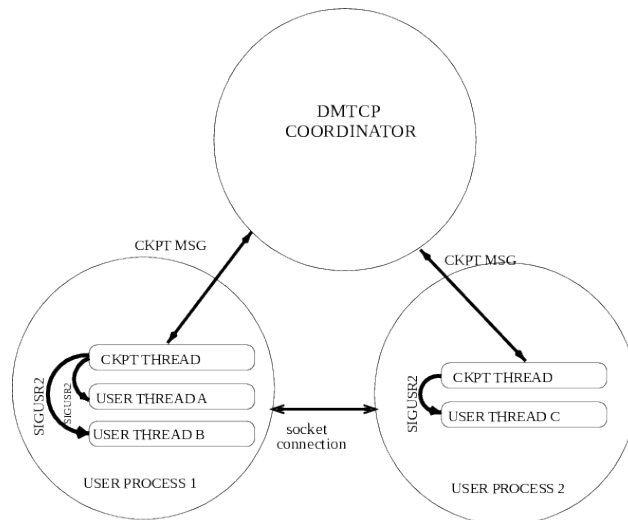 DMTCP
COORDINATOR
CKPT MSG
CKPT MSG
CKPT THREAD
SIGUSR2
SIGUSR2
USER THREAD A
USER THREAD B
USER PROCESS 1
socket
connection
CKPT THREAD
SIGUSR2
USER THREAD C
USER PROCESS 2